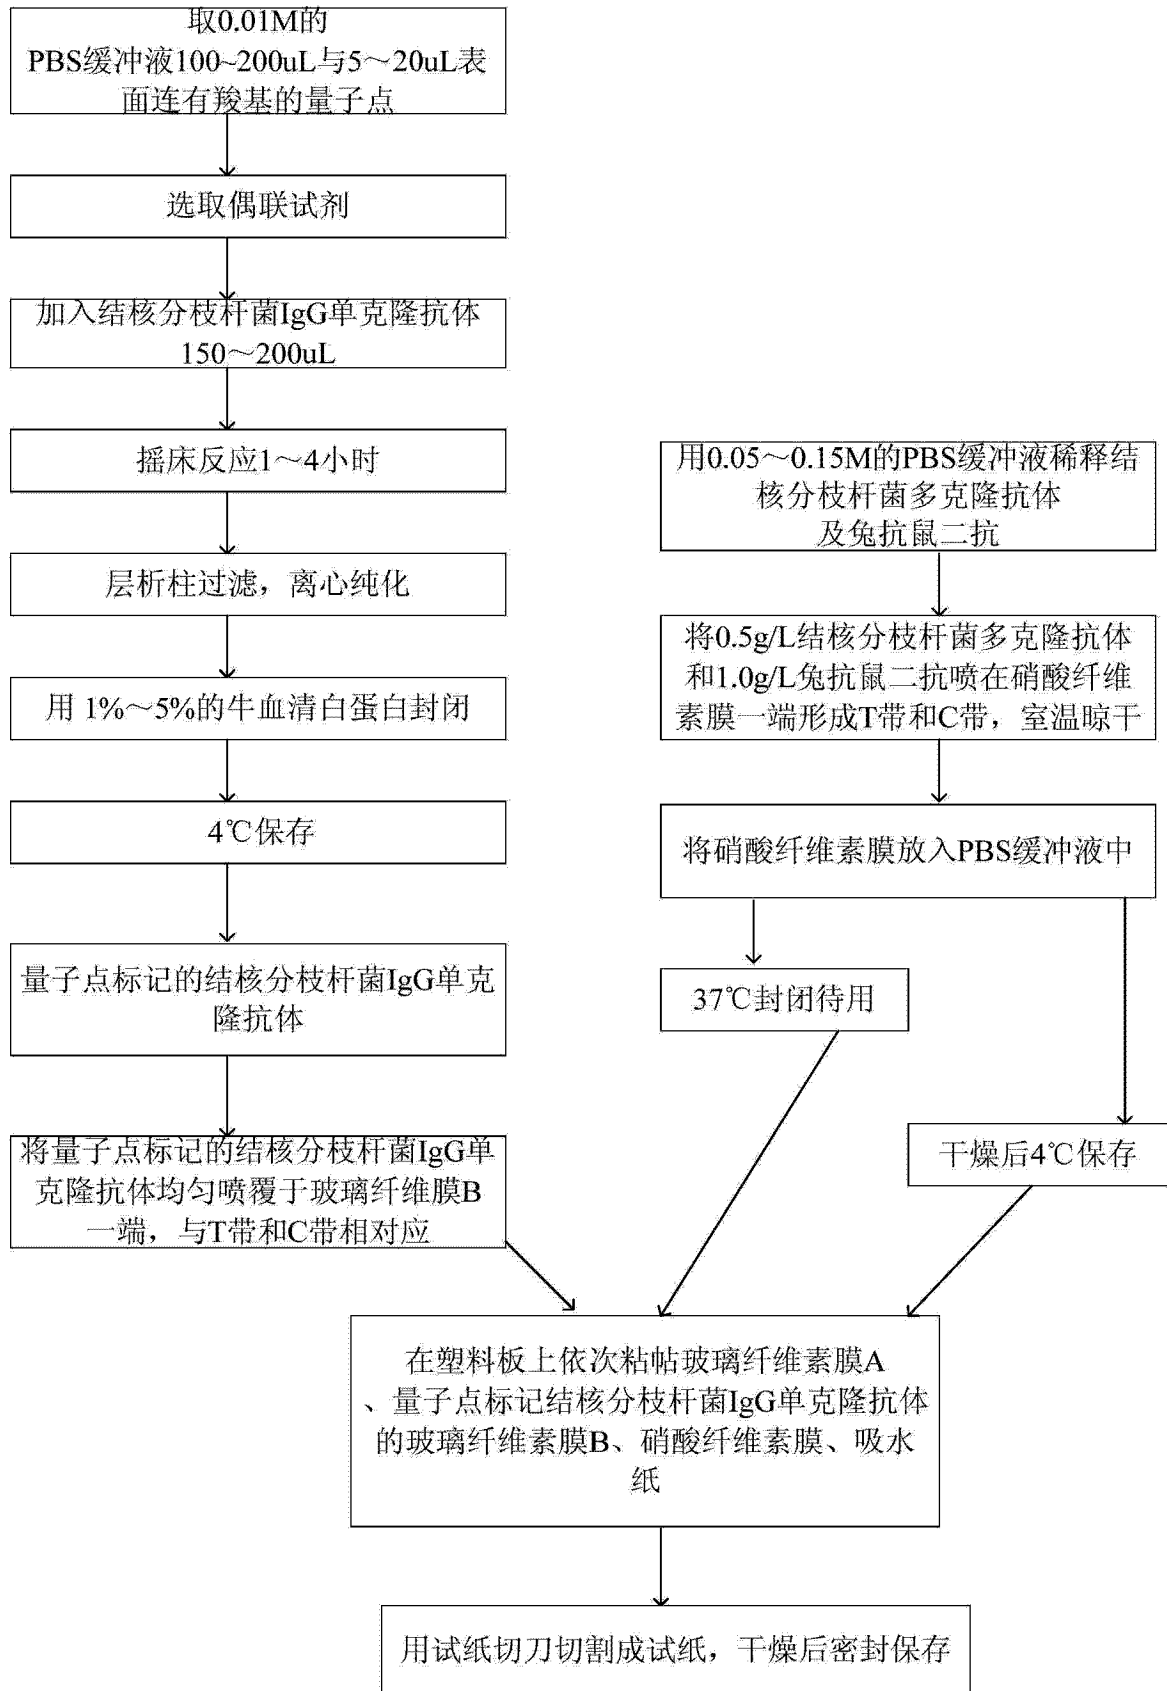 取0.01M的
PBS缓冲液100~200uL与5～20uL表
面连有羧基的量子点
选取偶联试剂
加入结核分枝杆菌IgG单克隆抗体
150～200uL
摇床反应1～4小时
层析柱过滤，离心纯化
用 1%～5%的牛血清白蛋白封闭
4℃保存
量子点标记的结核分枝杆菌IgG单克
隆抗体
将量子点标记的结核分枝杆菌IgG单
克隆抗体均匀喷覆于玻璃纤维膜B
一端，与T带和C带相对应
用0.05～0.15M的PBS缓冲液稀释结
核分枝杆菌多克隆抗体
及兔抗鼠二抗
将0.5g/L结核分枝杆菌多克隆抗体
和1.0g/L兔抗鼠二抗喷在硝酸纤维
素膜一端形成T带和C带，室温晾干
将硝酸纤维素膜放入PBS缓冲液中
37℃封闭待用
干燥后4℃保存
在塑料板上依次粘帖玻璃纤维素膜A
、量子点标记结核分枝杆菌IgG单克隆抗体
的玻璃纤维素膜B、硝酸纤维素膜、吸水
纸
用试纸切刀切割成试纸，干燥后密封保存